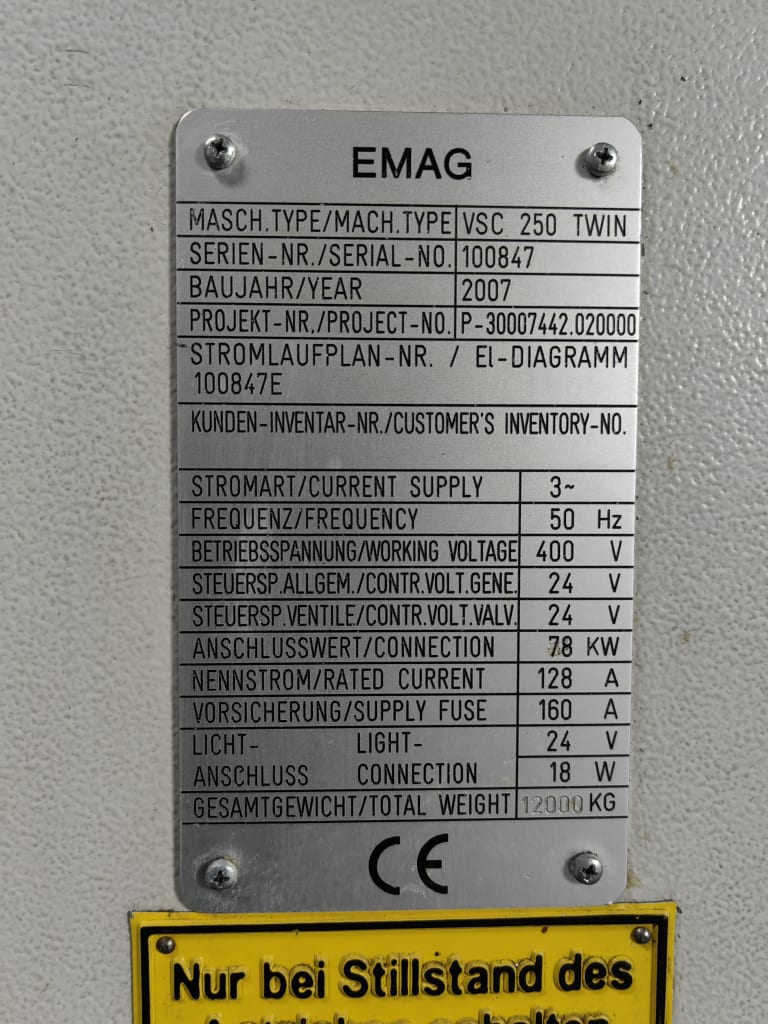 EMAG
MASCH.TYPE/MACH.TYPE VSC 250 TWIN
SERIEN-NR./SERIAL-NO. 100847
BAUJAHR/YEAR 2007
PROJEKT-NR./PROJECT-NO. P-30007442.020000
STROMLAUFPLAN-NR. / El-DIAGRAMM
100847E
KUNDEN-INVENTAR-NR./CUSTOMER'S INVENTORY-NO.
STROMART/CURRENT SUPPLY 3~
FREQUENZ/FREQUENCY 50 Hz
BETRIEBSSPANNUNG/WORKING VOLTAGE 400 V
STEUERSP.ALLGEM./CONTR.VOLT.GENE. 24 V
STEUERSP.VENTILE/CONTR.VOLT.VALV. 24 V
ANSCHLUSSWERT/CONNECTION 78 KW
NENNSTROM/RATED CURRENT 128 A
VORSICHERUNG/SUPPLY FUSE 160 A
LICHT- LIGHT- 24 V
ANSCHLUSS CONNECTION 18 W
GESAMTGEWICHT/TOTAL WEIGHT 12000 KG
CE
Nur bei Stillstand des